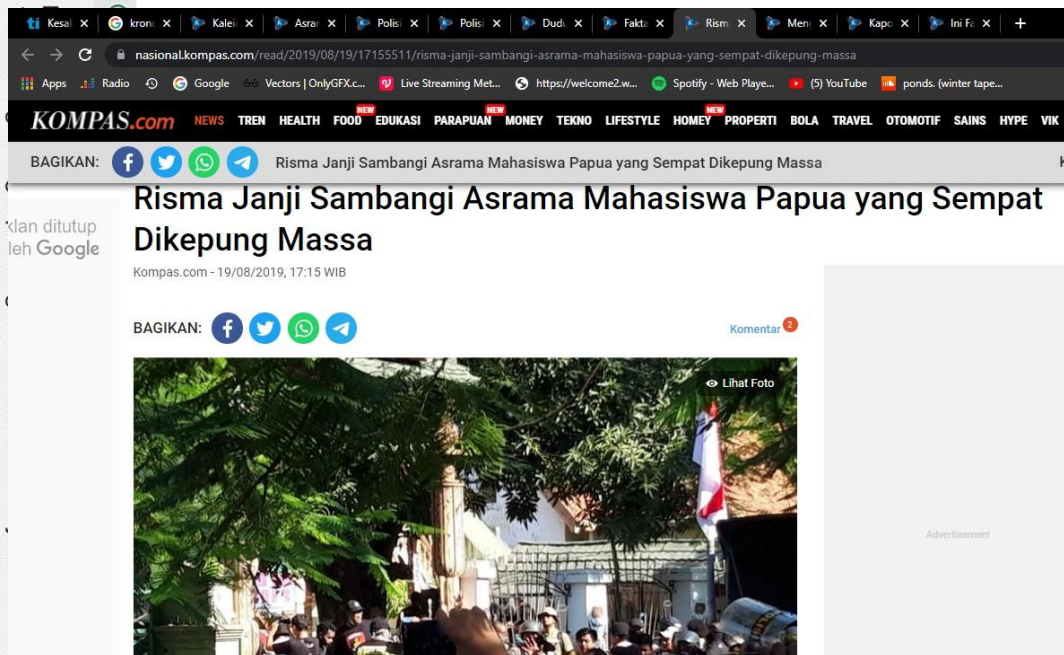 Kesal
kronc
Kalei
Asrar
Polisi
Polisi
Dudu
Fakta
Rism
Men
Kapo
Ini Fa
nasional.kompas.com/read/2019/08/19/17155511/risma-janji-sambangi-asrama-mahasiswa-papua-yang-sempat-dikepung-massa
Apps Radio Google Vectors | OnlyGFX.c... Live Streaming Met... https://welcome2.w... Spotify - Web Playe... (5) YouTube ponds. (winter tape...
KOMPAS.com NEWS TREN HEALTH FOOD NEW EDUKASI PARAPUAN NEW MONEY TEKNO LIFESTYLE HOMEY NEW PROPERTI BOLA TRAVEL OTOMOTIF SAINS HYPE VIK
BAGIKAN: Risma Janji Sambangi Asrama Mahasiswa Papua yang Sempat Dikepung Massa
Risma Janji Sambangi Asrama Mahasiswa Papua yang Sempat
Dikepung Massa
klan ditutup
leh Google
Kompas.com - 19/08/2019, 17:15 WIB
BAGIKAN:
Komentar 2
Lihat Foto
Advertisement